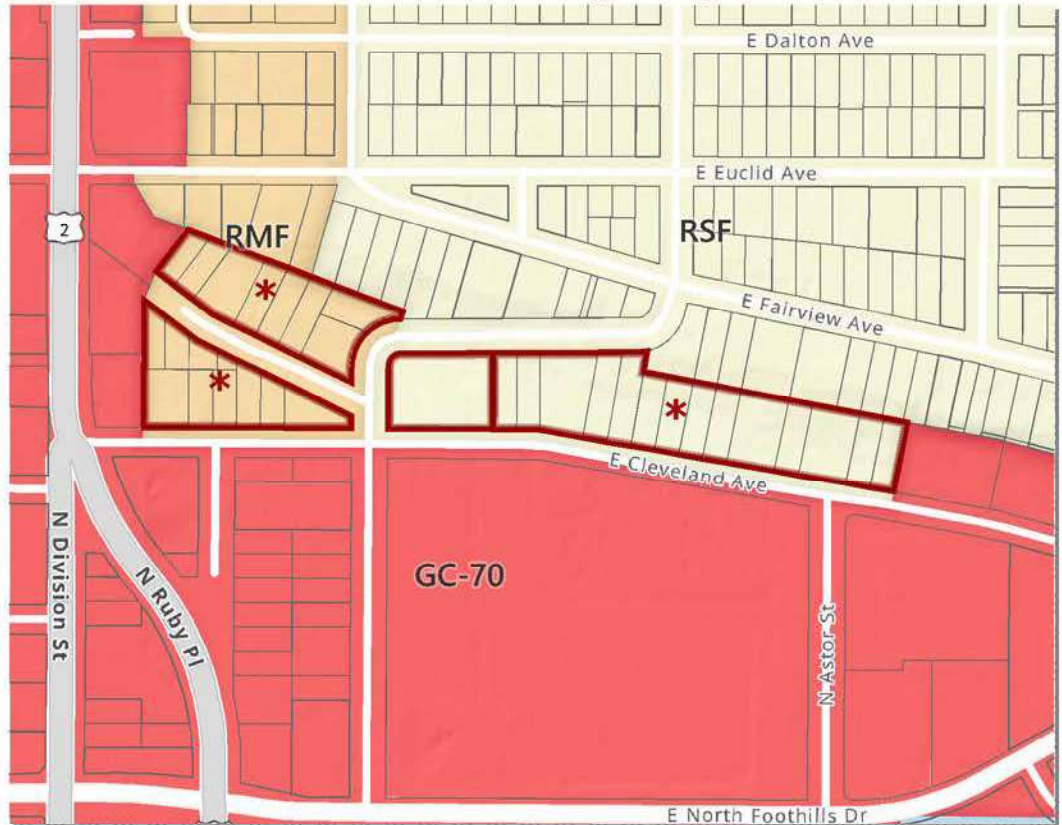 E Dalton Ave
E Euclid Ave
2
RMF
RSF
*
E Fairview Ave
*
*
E Cleveland Ave
N Division St
N Ruby Pl
GC-70
N Astor St
E North Foothills Dr